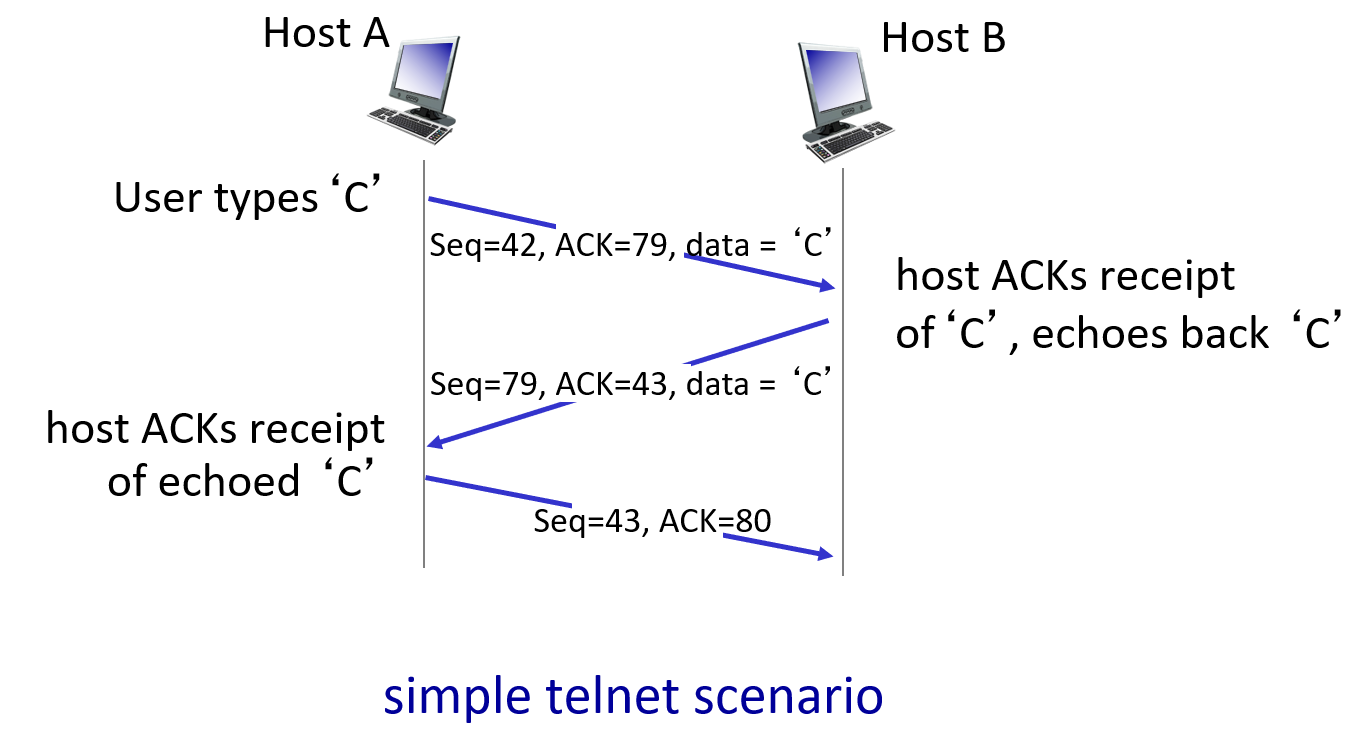 Host A
Host B
User types ‘C’
Seq=42, ACK=79, data = ‘C’
host ACKs receipt
of ‘C’, echoes back ‘C’
Seq=79, ACK=43, data = ‘C’
host ACKs receipt
of echoed ‘C’
Seq=43, ACK=80
simple telnet scenario